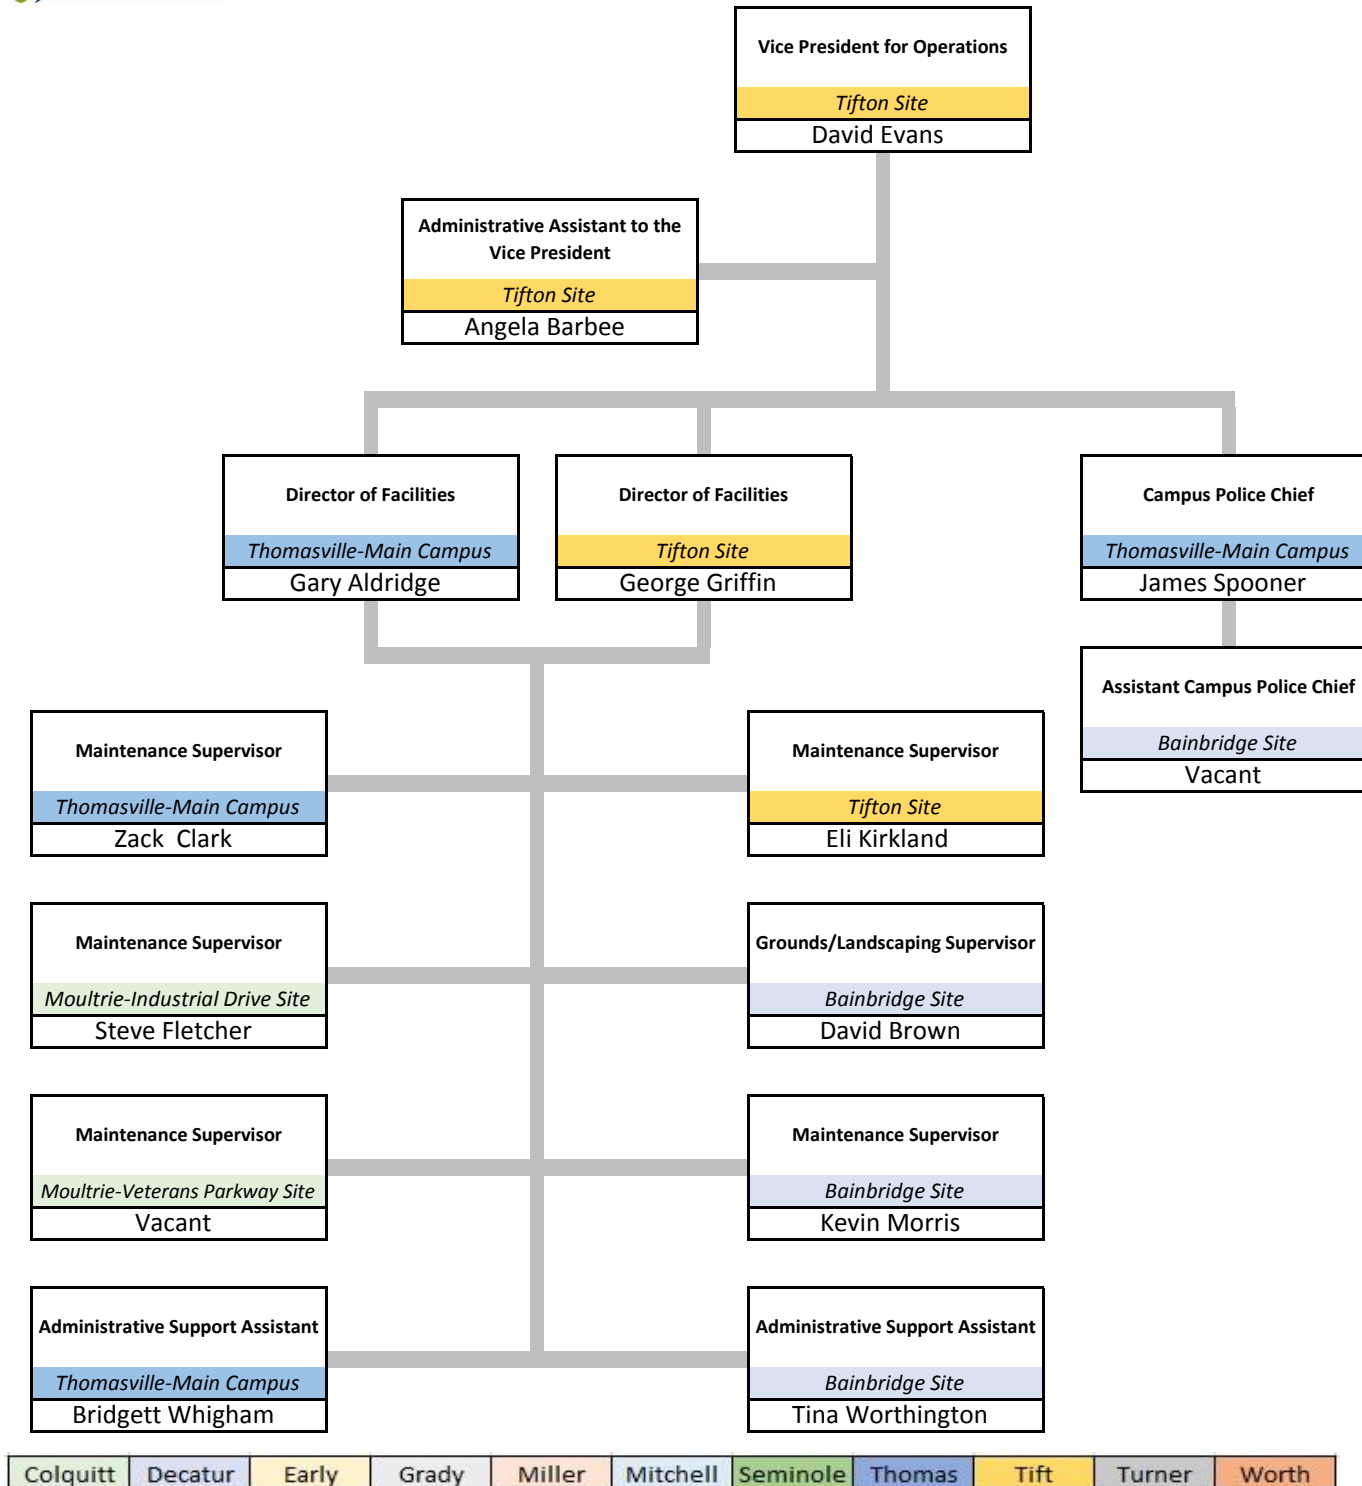 Vice President for Operations
Tifton Site
David Evans
Administrative Assistant to the
Vice President
Tifton Site
Angela Barbee
Director of Facilities
Thomasville-Main Campus
Gary Aldridge
Director of Facilities
Tifton Site
George Griffin
Campus Police Chief
Thomasville-Main Campus
James Spooner
Assistant Campus Police Chief
Bainbridge Site
Vacant
Maintenance Supervisor
Thomasville-Main Campus
Zack  Clark
Maintenance Supervisor
Tifton Site
Eli Kirkland
Maintenance Supervisor
Moultrie-Industrial Drive Site
Steve Fletcher
Grounds/Landscaping Supervisor
Bainbridge Site
David Brown
Maintenance Supervisor
Moultrie-Veterans Parkway Site
Vacant
Maintenance Supervisor
Bainbridge Site
Kevin Morris
Administrative Support Assistant
Thomasville-Main Campus
Bridgett Whigham
Administrative Support Assistant
Bainbridge Site
Tina Worthington
Colquitt Decatur Early Grady Miller Mitchell Seminole Thomas Tift Turner Worth